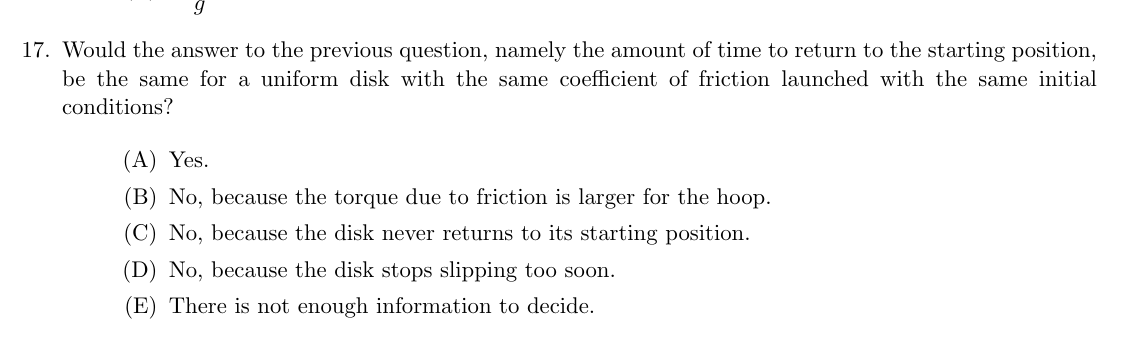 g
17. Would the answer to the previous question, namely the amount of time to return to the starting position,
be the same for a uniform disk with the same coefficient of friction launched with the same initial
conditions?
(A) Yes.
(B) No, because the torque due to friction is larger for the hoop.
(C) No, because the disk never returns to its starting position.
(D) No, because the disk stops slipping too soon.
(E) There is not enough information to decide.